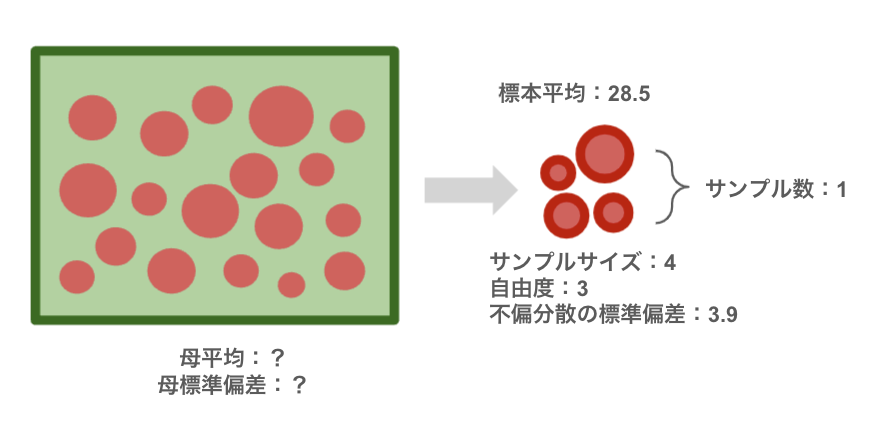 標本平均：28.5
サンプル数：1
サンプルサイズ：4
自由度：3
不偏分散の標準偏差：3.9
母平均：？
母標準偏差：？